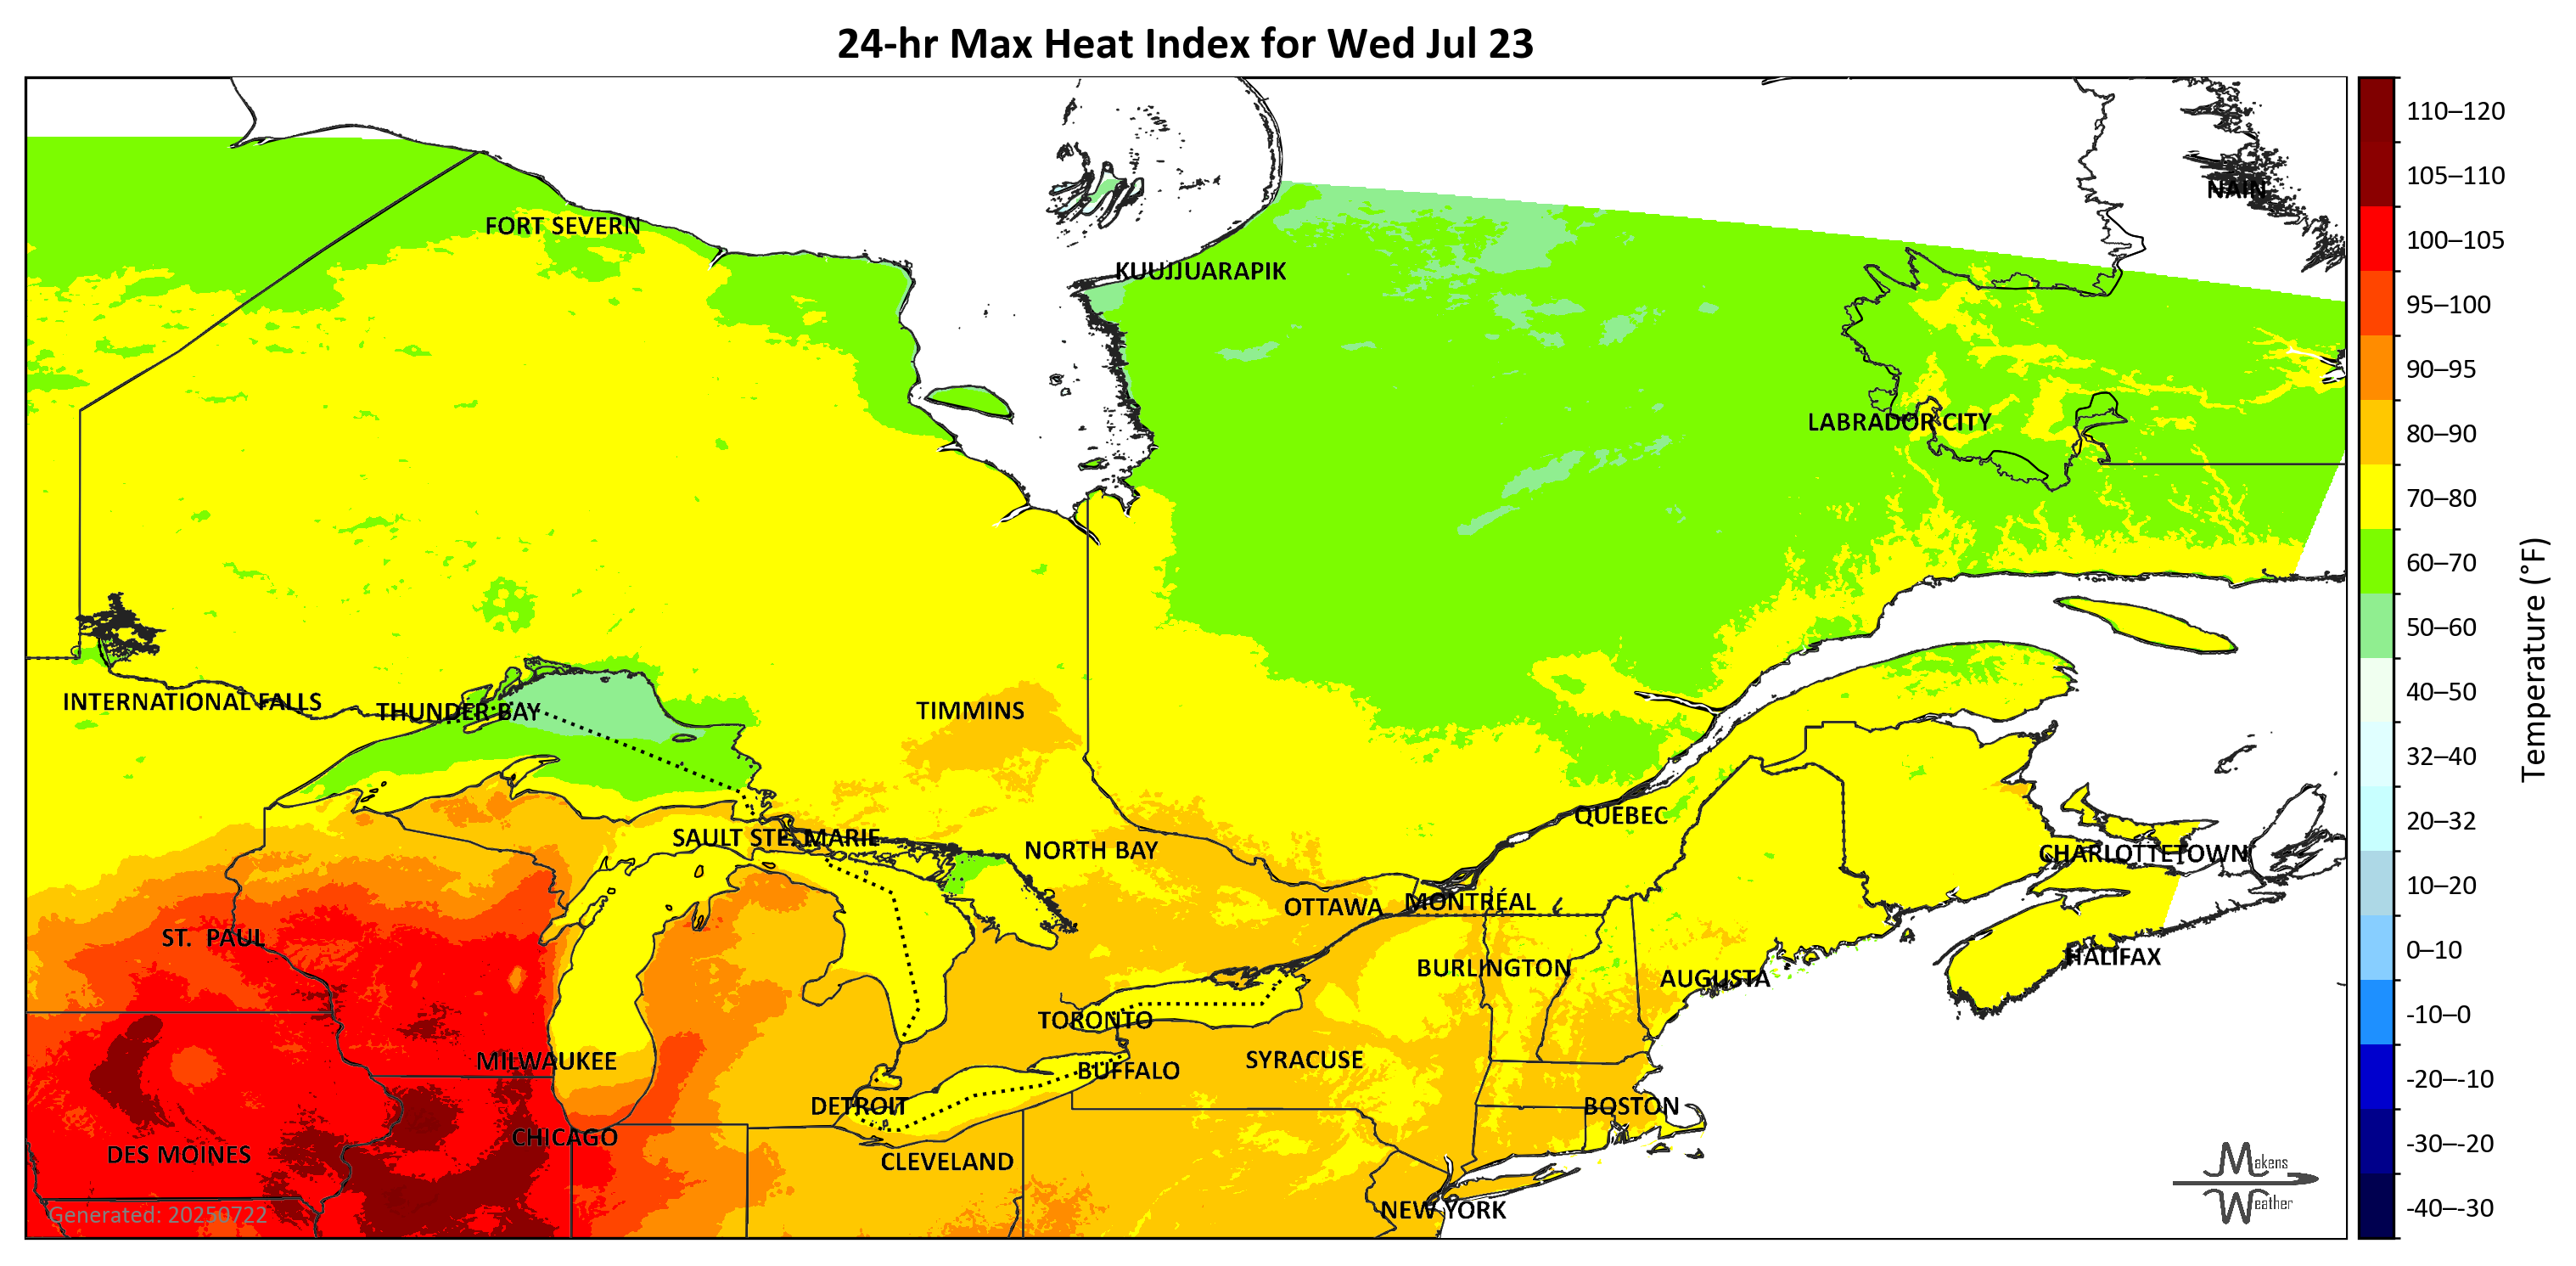 24-hr Max Heat Index for Wed Jul 23
NAIN
FORT SEVERN
KUUJJUARAPIK
LABRADOR CITY
INTERNATIONAL FALLS
THUNDER BAY
TIMMINS
QUEBEC
SAULT STE. MARIE
NORTH BAY
CHARLOTTETOWN
OTTAWA
MONTRÉAL
ST. PAUL
HALIFAX
BURLINGTON
AUGUSTA
TORONTO
MILWAUKEE
SYRACUSE
BUFFALO
DETROIT
BOSTON
CHICAGO
DES MOINES
CLEVELAND
NEW YORK
Generated: 20250722
Makens
Weather
110–120
105–110
100–105
95–100
90–95
80–90
70–80
60–70
50–60
40–50
32–40
20–32
10–20
0–10
-10–0
-20–-10
-30–-20
-40–-30
Temperature (°F)